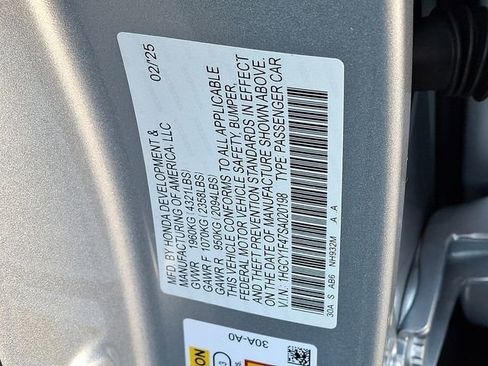 MFD. BY HONDA DEVELOPMENT &
MANUFACTURING OF AMERICA, LLC
02/'25
GVWR 1960KG(4321LBS)
GAWR F 1070KG(2358LBS)
GAWR R 950KG(2094LBS)
THIS VEHICLE CONFORMS TO ALL APPLICABLE
FEDERAL MOTOR VEHICLE SAFETY, BUMPER,
AND THEFT PREVENTION STANDARDS IN EFFECT
ON THE DATE OF MANUFACTURE SHOWN ABOVE.
V.I.N: 1HGCY1F47SA020198 TYPE:PASSENGER CAR
30A S AB6 NH932M A A
30A-A0